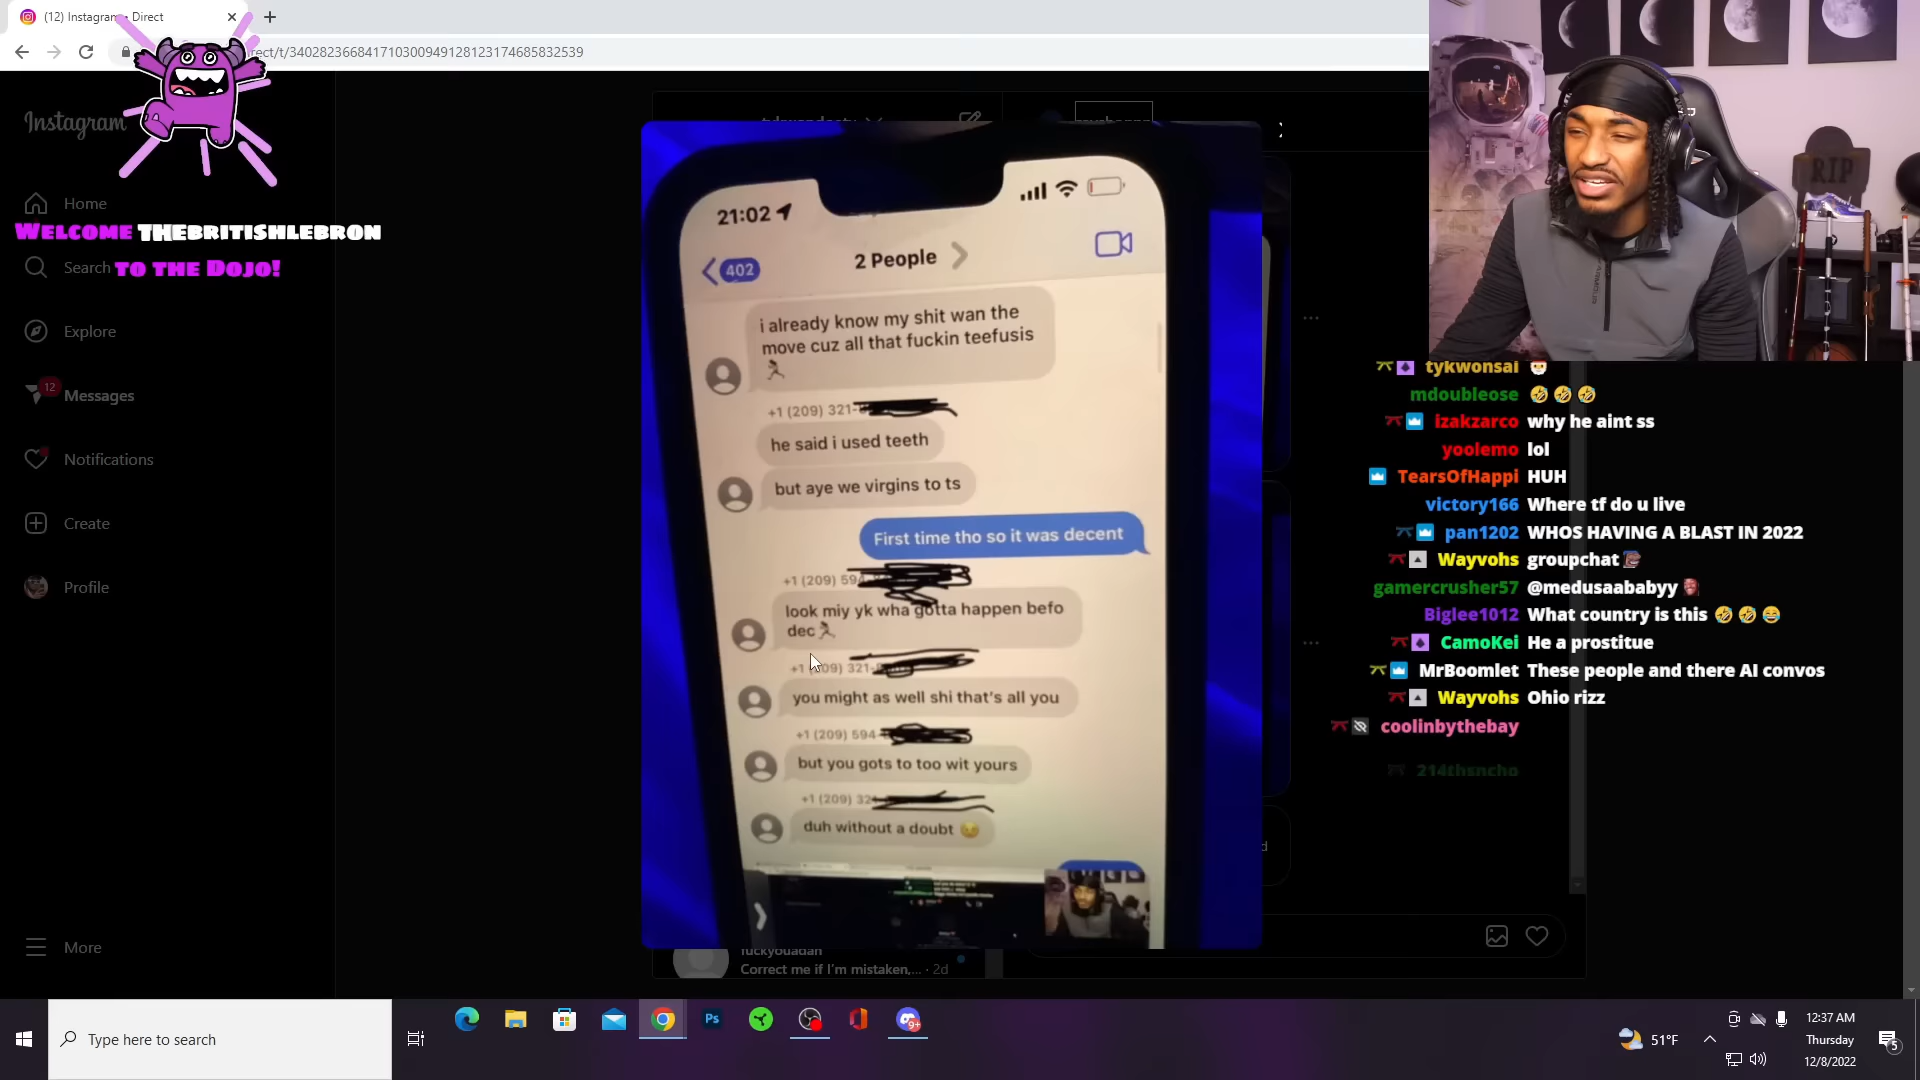 (12) Instagram • Direct
rect/t/340282366841710300949128123174685832539
Instagram
Home
WELCOME THEBRITISHLEBRON
Search
TO THE DOJO!
Explore
12
Messages
Notifications
Create
Profile
More
21:02
402
2 People
i already know my shit wan the
move cuz all that fuckin teefusis
+1 (209) 321-
he said i used teeth
but aye we virgins to ts
First time tho so it was decent
+1 (209) 594-
look miy yk wha gotta happen befo
dec
+1 (209) 321-
you might as well shi that's all you
+1 (209) 594-
but you gots to too wit yours
+1 (209) 321-
duh without a doubt
fuckyouadan
Correct me if I'm mistaken,... · 2d
RIP
tykwonsai
mdoubleose
izakzarco why he aint ss
yoolemo lol
TearsOfHappi HUH
victory166 Where tf do u live
pan1202 WHOS HAVING A BLAST IN 2022
Wayvohs groupchat
gamercrusher57 @medusaababyy
Biglee1012 What country is this
CamoKei He a prostitue
MrBoomlet These people and there AI convos
Wayvohs Ohio rizz
coolinbythebay
214thsncho
Type here to search
Ps
9+
51°F
12:37 AM
Thursday
12/8/2022
5